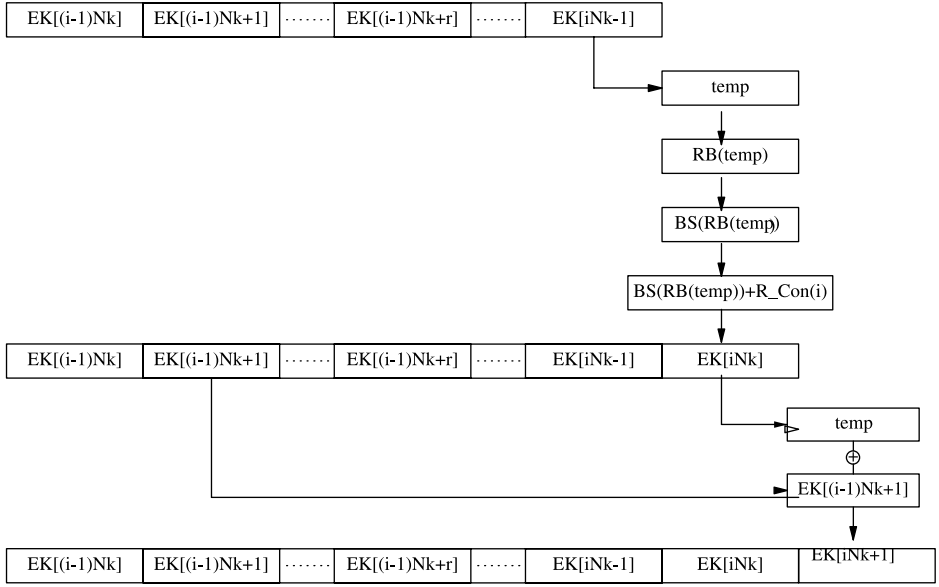 EK[(i-1)Nk] EK[(i-1)Nk+1] ........ EK[(i-1)Nk+r] ........ EK[iNk-1]
temp
RB(temp)
BS(RB(temp)
BS(RB(temp))+R_Con(i)
EK[(i-1)Nk] EK[(i-1)Nk+1] ........ EK[(i-1)Nk+r] ........ EK[iNk-1] EK[iNk]
temp
+
EK[(i-1)Nk+1]
EK[(i-1)Nk] EK[(i-1)Nk+1] ........ EK[(i-1)Nk+r] ........ EK[iNk-1] EK[iNk] EK[iNk+1]